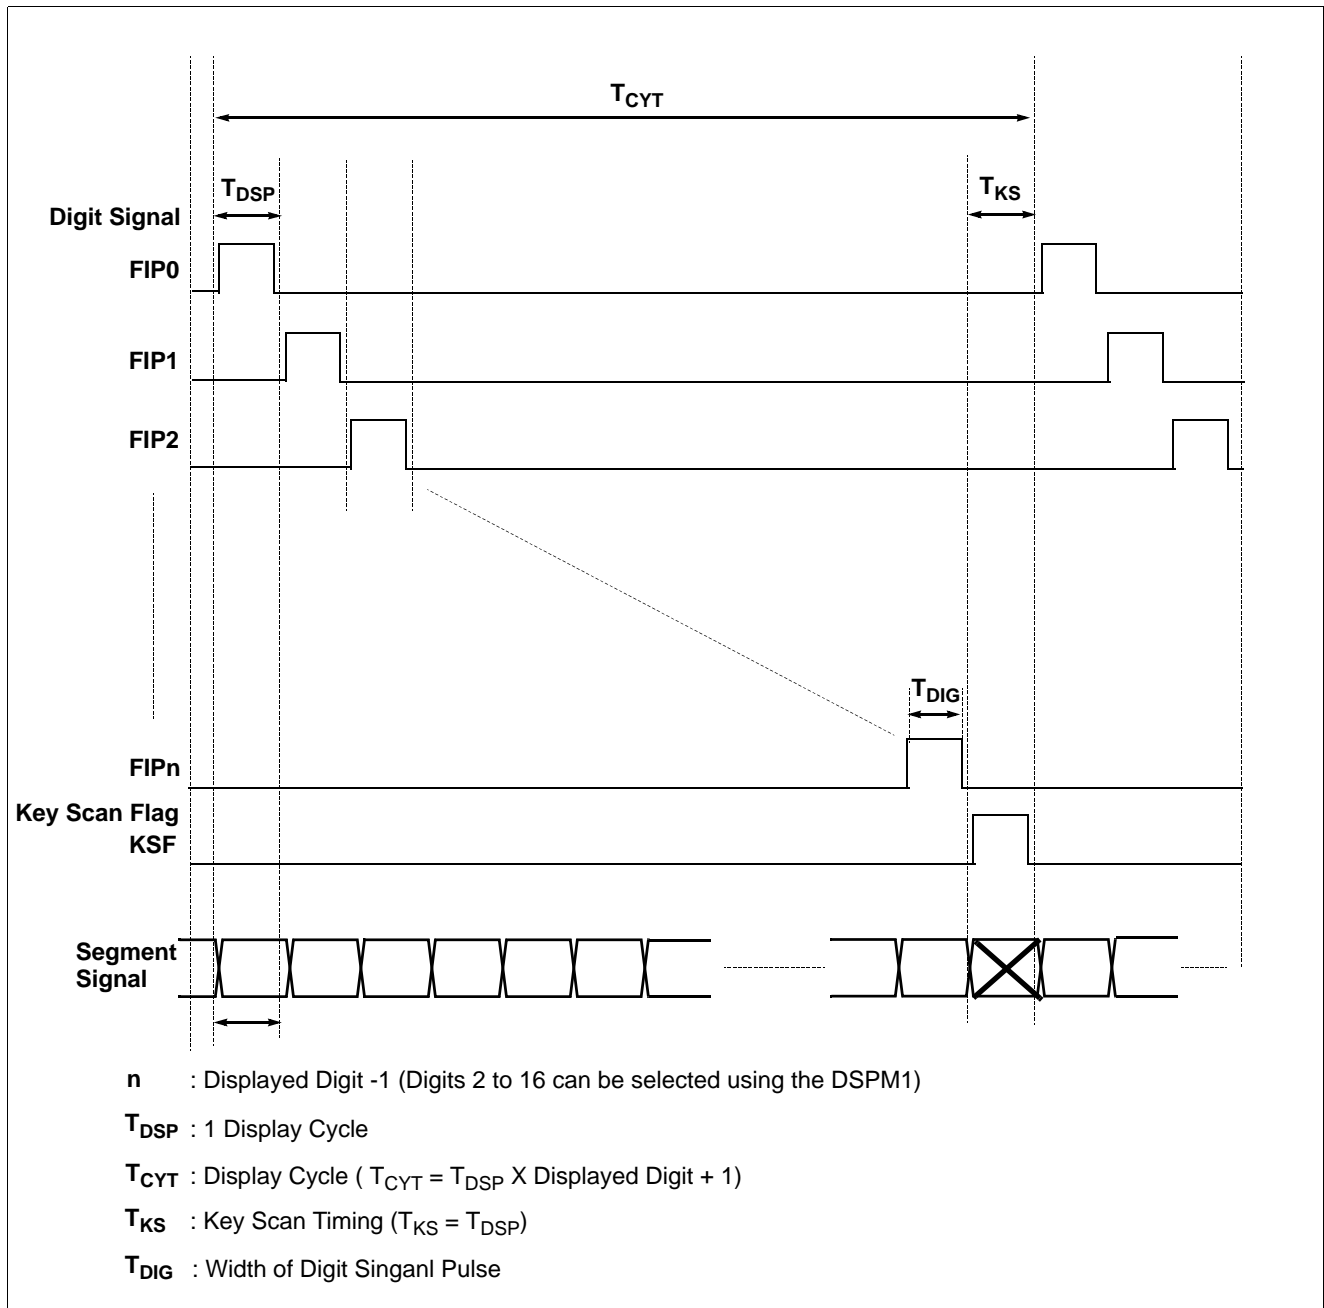 TCYT
TDSP
TKS
Digit Signal
FIP0
FIP1
FIP2
TDIG
FIPn
Key Scan Flag
KSF
Segment
Signal
n : Displayed Digit -1 (Digits 2 to 16 can be selected using the DSPM1)
TDSP : 1 Display Cycle
TCYT : Display Cycle ( TCYT = TDSP X Displayed Digit + 1)
TKS : Key Scan Timing (TKS = TDSP)
TDIG : Width of Digit Singanl Pulse